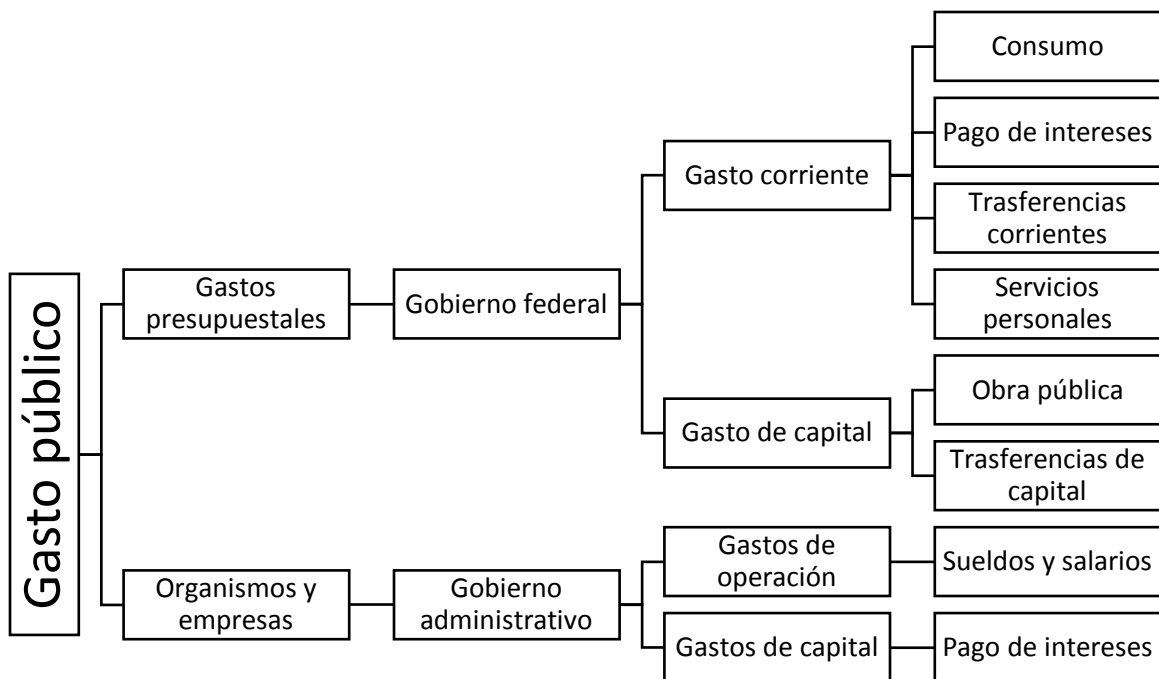 Gasto público
Gastos
presupuestales
Gobierno federal
Gasto corriente
Consumo
Pago de intereses
Trasferencias
corrientes
Servicios
personales
Gasto de capital
Obra pública
Trasferencias de
capital
Organismos y
empresas
Gobierno
administrativo
Gastos de
operación
Sueldos y salarios
Gastos de capital
Pago de intereses